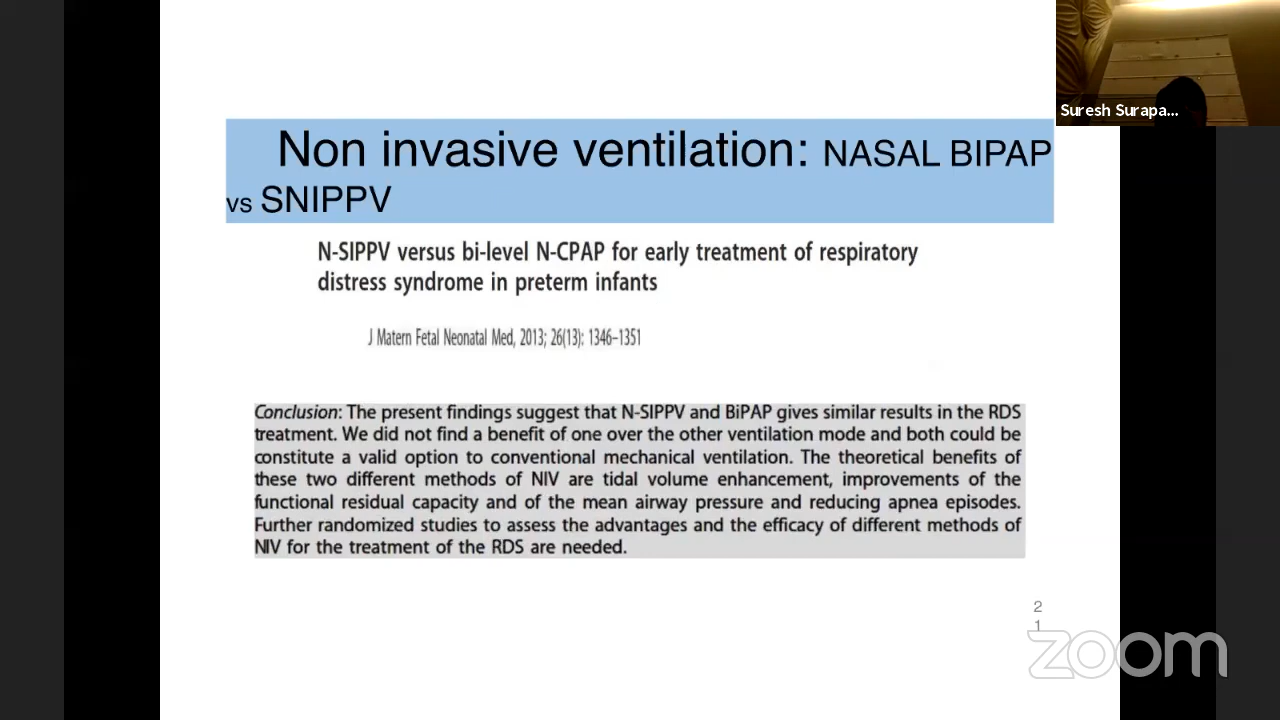 Suresh Surapa...
Non invasive ventilation: NASAL BIPAP
vs SNIPPV
N-SIPPV versus bi-level N-CPAP for early treatment of respiratory
distress syndrome in preterm infants
J Matern Fetal Neonatal Med, 2013; 26(13): 1346–1351
Conclusion: The present findings suggest that N-SIPPV and BiPAP gives similar results in the RDS
treatment. We did not find a benefit of one over the other ventilation mode and both could be
constitute a valid option to conventional mechanical ventilation. The theoretical benefits of
these two different methods of NIV are tidal volume enhancement, improvements of the
functional residual capacity and of the mean airway pressure and reducing apnea episodes.
Further randomized studies to assess the advantages and the efficacy of different methods of
NIV for the treatment of the RDS are needed.
2
1
zoom